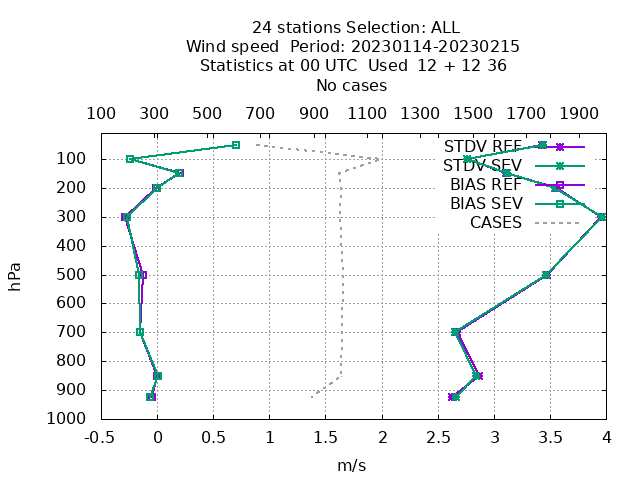 24 stations Selection: ALL
Wind speed  Period: 20230114-20230215
Statistics at 00 UTC  Used  12 + 12 36
No cases
100 300 500 700 900 1100 1300 1500 1700 1900
STDV REF
STDV SEV
BIAS REF
BIAS SEV
CASES
100
200
300
400
500
600
700
800
900
1000
hPa
-0.5 0 0.5 1 1.5 2 2.5 3 3.5 4
m/s